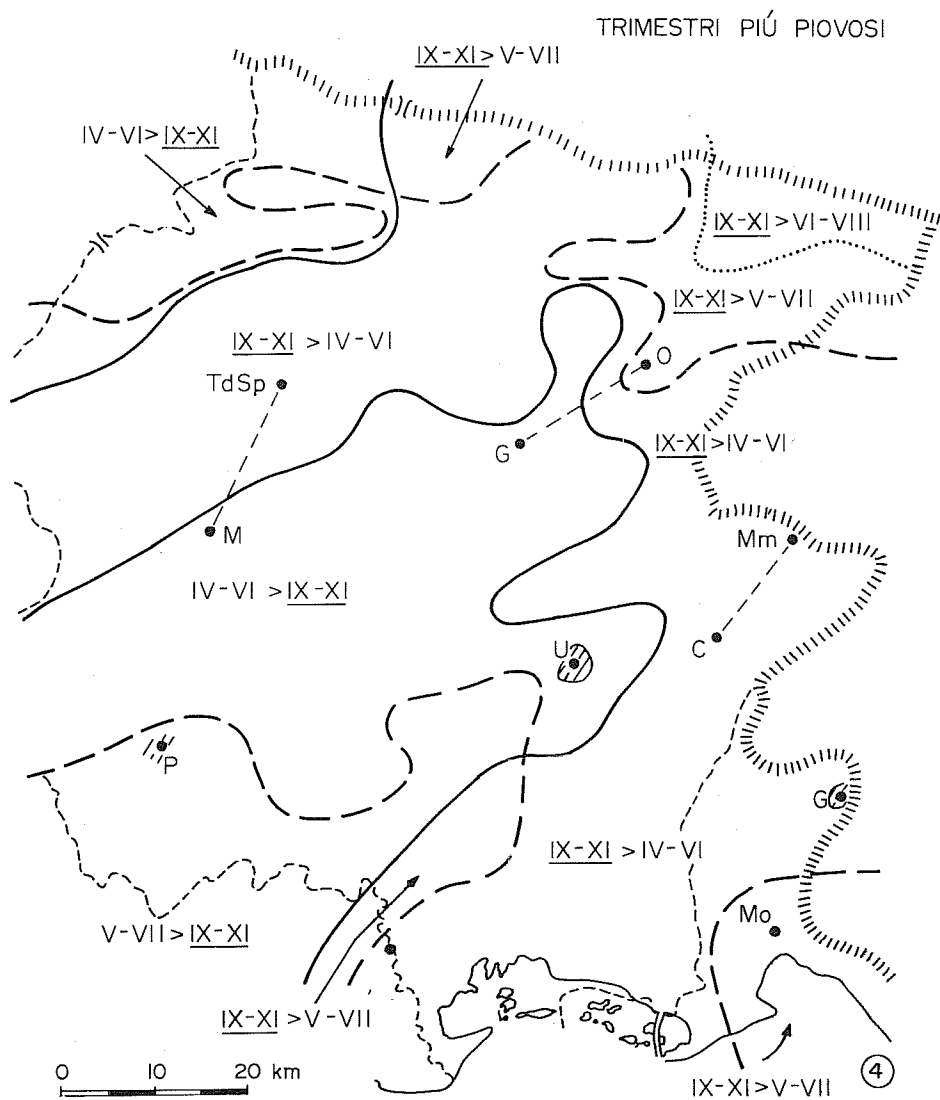 TRIMESTRI PIÚ PIOVOSI
IX-XI > V-VII
IV-VI > IX-XI
IX-XI > VI-VIII
IX-XI > V-VII
IX-XI > IV-VI
TdSp
O
G
IX-XI > IV-VI
M
Mm
IV-VI > IX-XI
C
U
P
G
IX-XI > IV-VI
Mo
V-VII > IX-XI
IX-XI > V-VII
0 10 20 km
IX-XI > V-VII
4